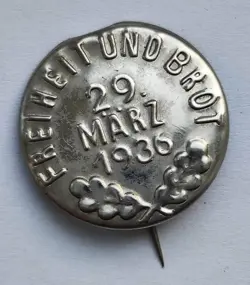 FREIHEIT UND BROT
29.
MÄRZ
1936